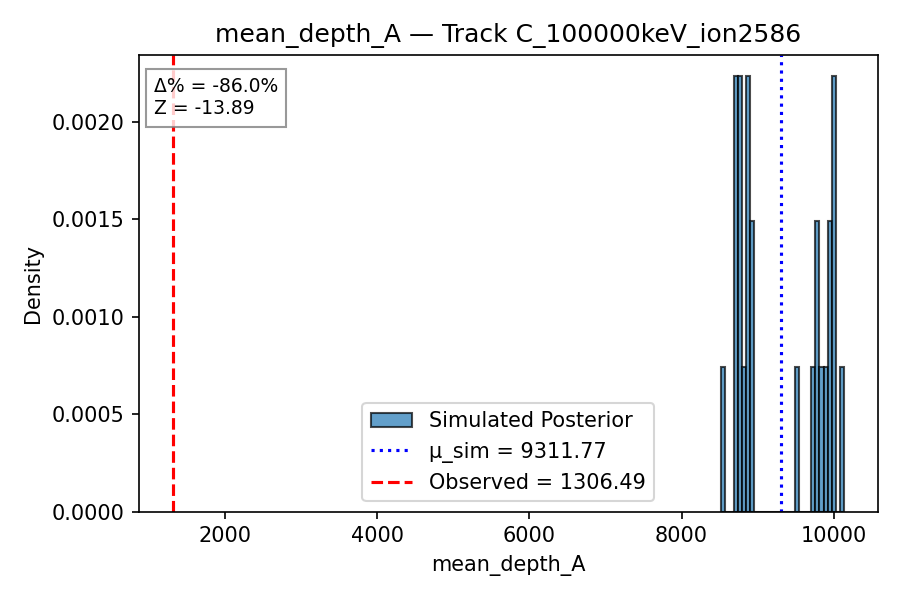 mean_depth_A — Track C_100000keV_ion2586
Δ% = -86.0%
Z = -13.89
Density
0.0020
0.0015
0.0010
0.0005
0.0000
Simulated Posterior
μ_sim = 9311.77
Observed = 1306.49
2000 4000 6000 8000 10000
mean_depth_A